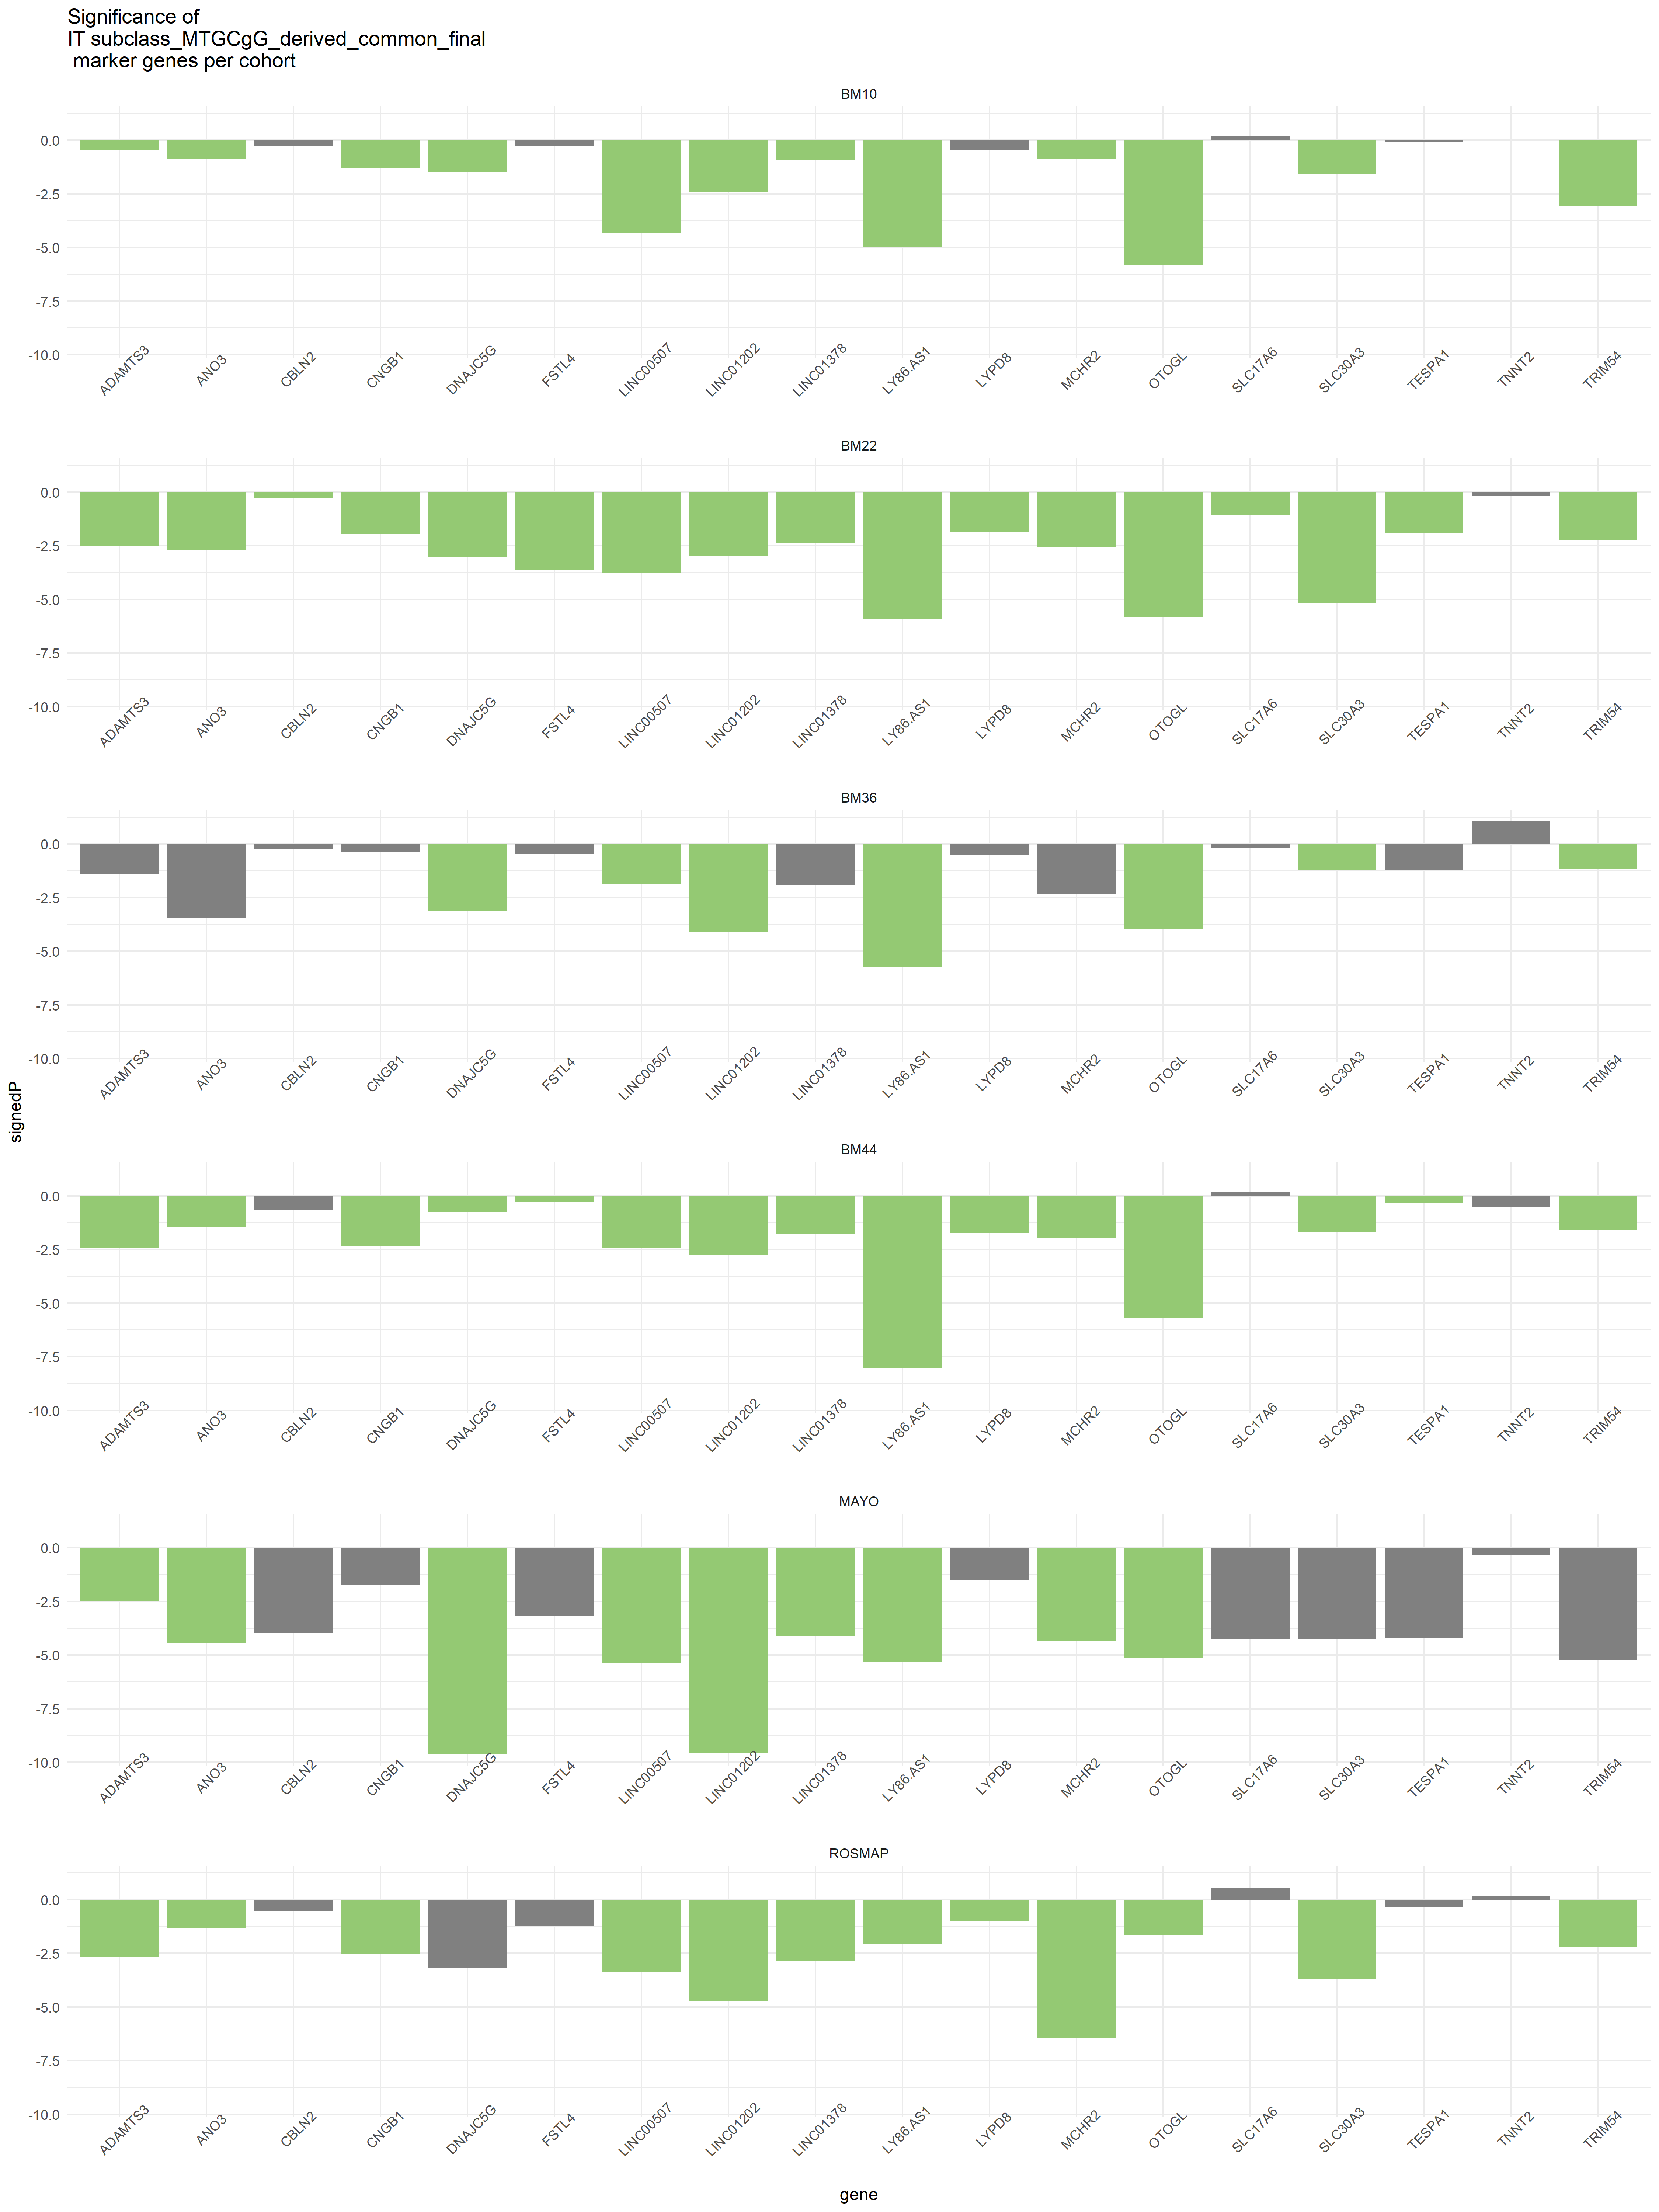 Significance of
IT subclass_MTGCgG_derived_common_final
marker genes per cohort
signedP
BM10
0.0
-2.5
-5.0
-7.5
-10.0
ADAMTS3 ANO3 CBLN2 CNGB1 DNAJC5G FSTL4 LINC00507 LINC01202 LINC01378 LY86.AS1 LYPD8 MCHR2 OTOGL SLC17A6 SLC30A3 TESPA1 TNNT2 TRIM54
BM22
0.0
-2.5
-5.0
-7.5
-10.0
ADAMTS3 ANO3 CBLN2 CNGB1 DNAJC5G FSTL4 LINC00507 LINC01202 LINC01378 LY86.AS1 LYPD8 MCHR2 OTOGL SLC17A6 SLC30A3 TESPA1 TNNT2 TRIM54
BM36
0.0
-2.5
-5.0
-7.5
-10.0
ADAMTS3 ANO3 CBLN2 CNGB1 DNAJC5G FSTL4 LINC00507 LINC01202 LINC01378 LY86.AS1 LYPD8 MCHR2 OTOGL SLC17A6 SLC30A3 TESPA1 TNNT2 TRIM54
BM44
0.0
-2.5
-5.0
-7.5
-10.0
ADAMTS3 ANO3 CBLN2 CNGB1 DNAJC5G FSTL4 LINC00507 LINC01202 LINC01378 LY86.AS1 LYPD8 MCHR2 OTOGL SLC17A6 SLC30A3 TESPA1 TNNT2 TRIM54
MAYO
0.0
-2.5
-5.0
-7.5
-10.0
ADAMTS3 ANO3 CBLN2 CNGB1 DNAJC5G FSTL4 LINC00507 LINC01202 LINC01378 LY86.AS1 LYPD8 MCHR2 OTOGL SLC17A6 SLC30A3 TESPA1 TNNT2 TRIM54
ROSMAP
0.0
-2.5
-5.0
-7.5
-10.0
ADAMTS3 ANO3 CBLN2 CNGB1 DNAJC5G FSTL4 LINC00507 LINC01202 LINC01378 LY86.AS1 LYPD8 MCHR2 OTOGL SLC17A6 SLC30A3 TESPA1 TNNT2 TRIM54
gene